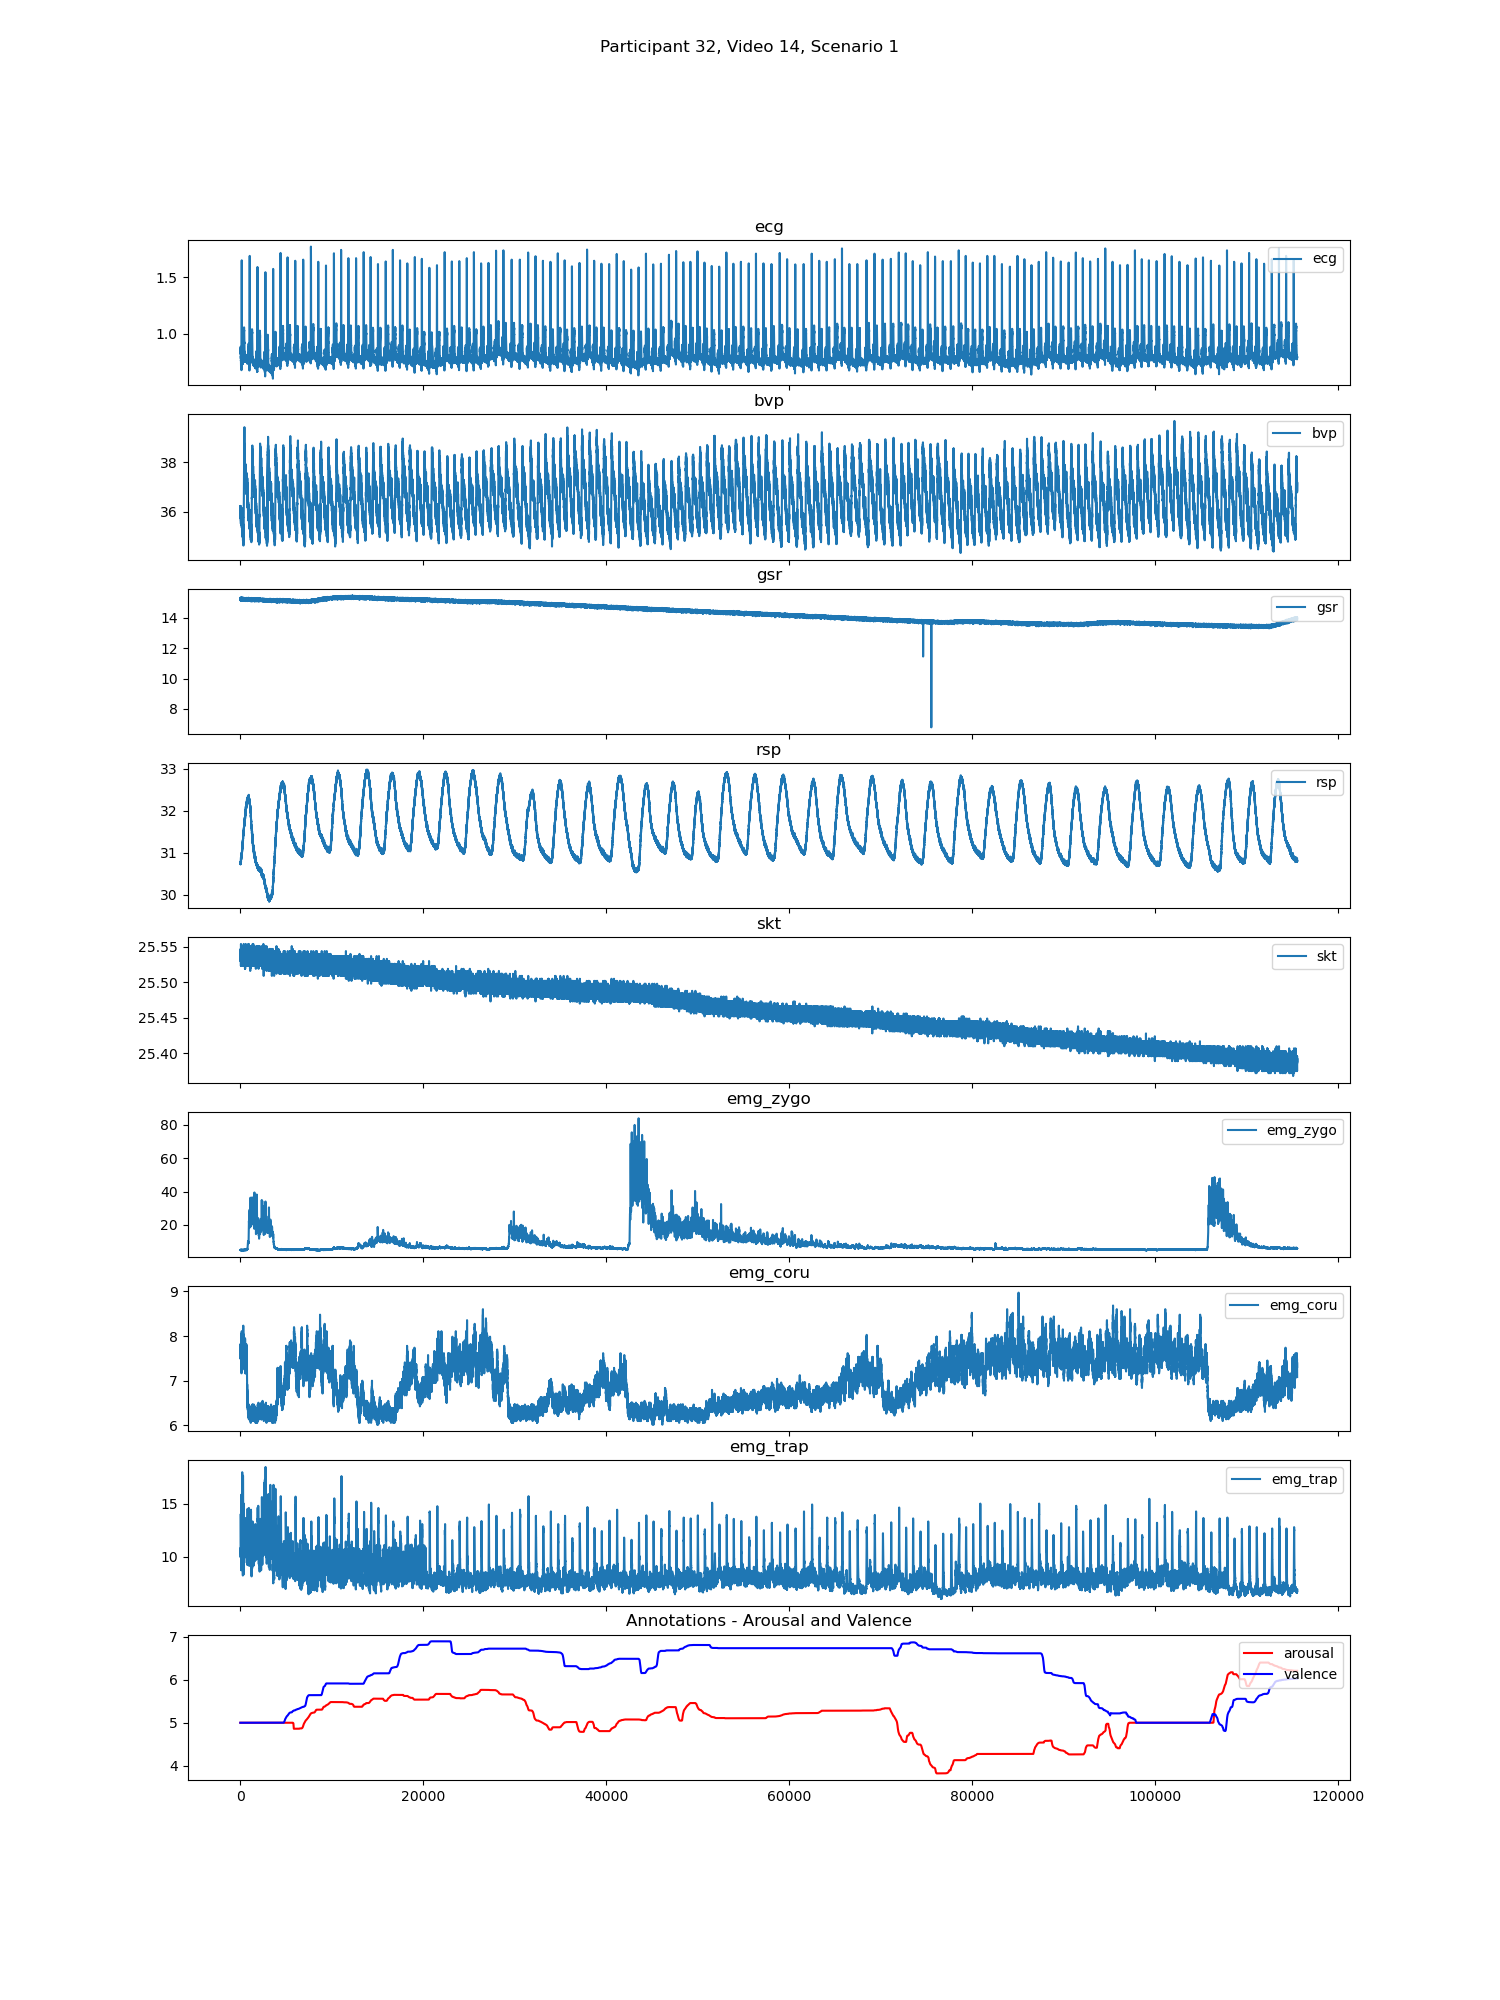 Participant 32, Video 14, Scenario 1
ecg
1.5
1.0
ecg
bvp
38
36
bvp
gsr
14
12
10
8
gsr
rsp
33
32
31
30
rsp
skt
25.55
25.50
25.45
25.40
skt
emg_zygo
80
60
40
20
emg_zygo
emg_coru
9
8
7
6
emg_coru
emg_trap
15
10
emg_trap
Annotations - Arousal and Valence
7
6
5
4
arousal
valence
0 20000 40000 60000 80000 100000 120000